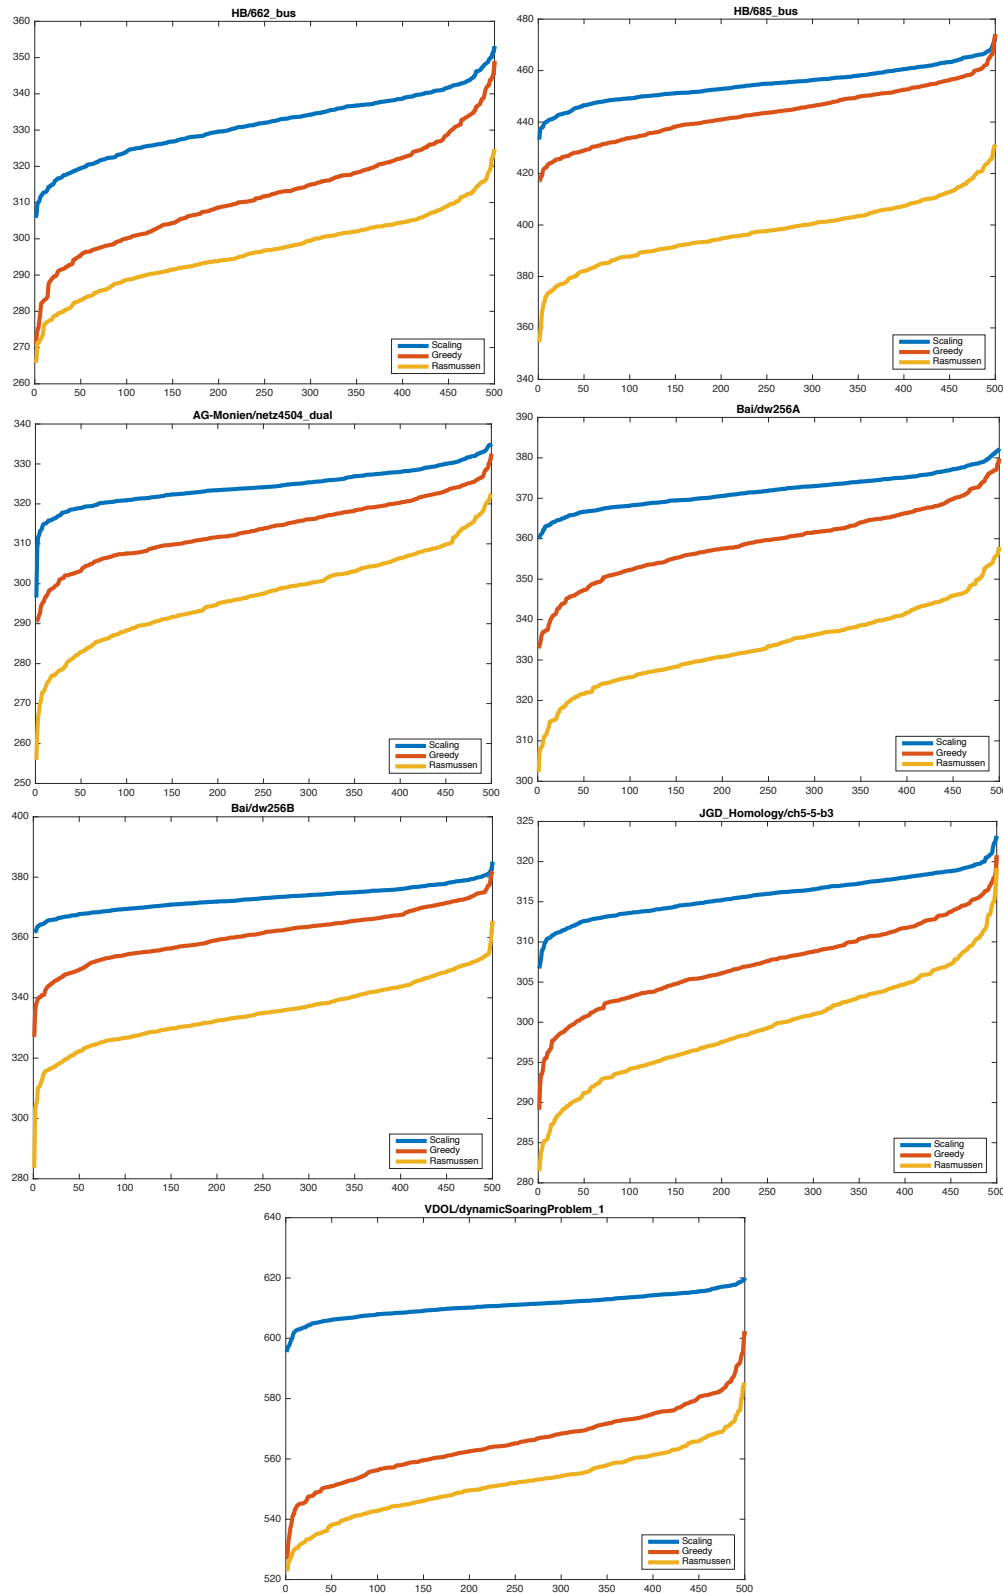 HB/662_bus
360
350
340
330
320
310
300
290
280
270
260
0 50 100 150 200 250 300 350 400 450 500
Scaling
Greedy
Rasmussen
HB/685_bus
480
460
440
420
400
380
360
340
0 50 100 150 200 250 300 350 400 450 500
Scaling
Greedy
Rasmussen
AG-Monien/netz4504_dual
340
330
320
310
300
290
280
270
260
250
0 50 100 150 200 250 300 350 400 450 500
Scaling
Greedy
Rasmussen
Bai/dw256A
390
380
370
360
350
340
330
320
310
300
0 50 100 150 200 250 300 350 400 450 500
Scaling
Greedy
Rasmussen
Bai/dw256B
400
380
360
340
320
300
280
0 50 100 150 200 250 300 350 400 450 500
Scaling
Greedy
Rasmussen
JGD_Homology/ch5-5-b3
325
320
315
310
305
300
295
290
285
280
0 50 100 150 200 250 300 350 400 450 500
Scaling
Greedy
Rasmussen
VDOL/dynamicSoaringProblem_1
640
620
600
580
560
540
520
0 50 100 150 200 250 300 350 400 450 500
Scaling
Greedy
Rasmussen